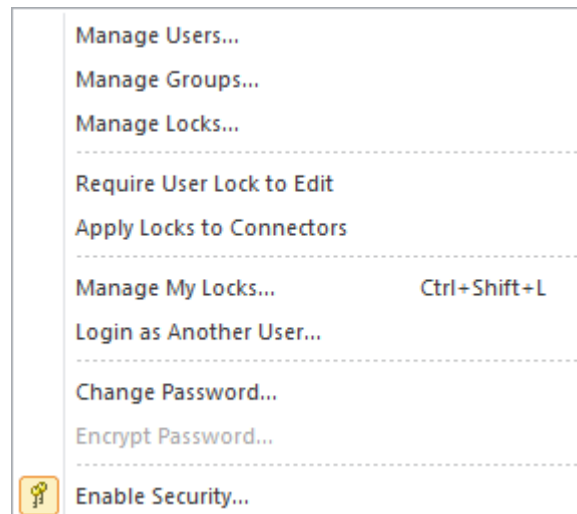 Manage Users...
Manage Groups...
Manage Locks...
Require User Lock to Edit
Apply Locks to Connectors
Manage My Locks... Ctrl+Shift+L
Login as Another User...
Change Password...
Encrypt Password...
Enable Security...